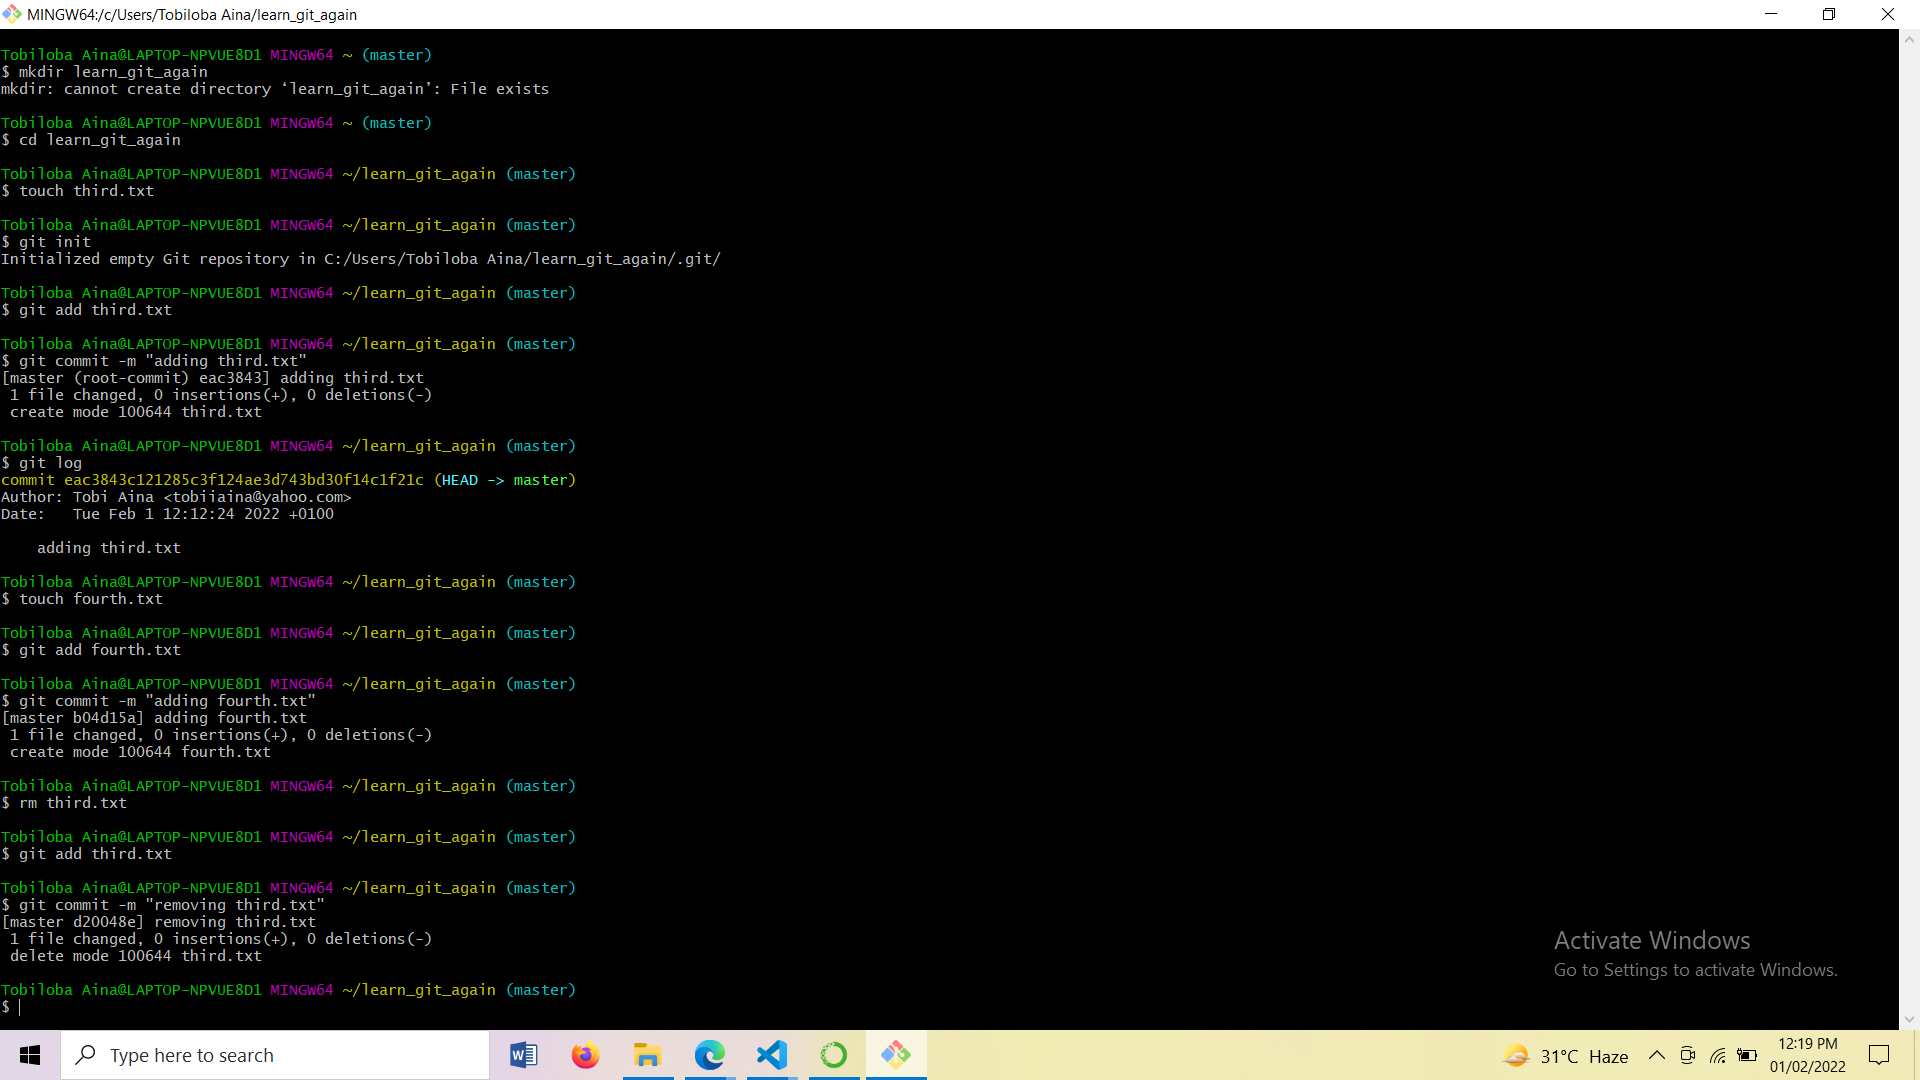 MINGW64:/c/Users/Tobiloba Aina/learn_git_again
Tobiloba Aina@LAPTOP-NPVUE8D1 MINGW64 ~ (master)
$ mkdir learn_git_again
mkdir: cannot create directory ‘learn_git_again’: File exists
Tobiloba Aina@LAPTOP-NPVUE8D1 MINGW64 ~ (master)
$ cd learn_git_again
Tobiloba Aina@LAPTOP-NPVUE8D1 MINGW64 ~/learn_git_again (master)
$ touch third.txt
Tobiloba Aina@LAPTOP-NPVUE8D1 MINGW64 ~/learn_git_again (master)
$ git init
Initialized empty Git repository in C:/Users/Tobiloba Aina/learn_git_again/.git/
Tobiloba Aina@LAPTOP-NPVUE8D1 MINGW64 ~/learn_git_again (master)
$ git add third.txt
Tobiloba Aina@LAPTOP-NPVUE8D1 MINGW64 ~/learn_git_again (master)
$ git commit -m "adding third.txt"
[master (root-commit) eac3843] adding third.txt
 1 file changed, 0 insertions(+), 0 deletions(-)
 create mode 100644 third.txt
Tobiloba Aina@LAPTOP-NPVUE8D1 MINGW64 ~/learn_git_again (master)
$ git log
commit eac3843c121285c3f124ae3d743bd30f14c1f21c (HEAD -> master)
Author: Tobi Aina <tobiiaina@yahoo.com>
Date:   Tue Feb 1 12:12:24 2022 +0100
    adding third.txt
Tobiloba Aina@LAPTOP-NPVUE8D1 MINGW64 ~/learn_git_again (master)
$ touch fourth.txt
Tobiloba Aina@LAPTOP-NPVUE8D1 MINGW64 ~/learn_git_again (master)
$ git add fourth.txt
Tobiloba Aina@LAPTOP-NPVUE8D1 MINGW64 ~/learn_git_again (master)
$ git commit -m "adding fourth.txt"
[master b04d15a] adding fourth.txt
 1 file changed, 0 insertions(+), 0 deletions(-)
 create mode 100644 fourth.txt
Tobiloba Aina@LAPTOP-NPVUE8D1 MINGW64 ~/learn_git_again (master)
$ rm third.txt
Tobiloba Aina@LAPTOP-NPVUE8D1 MINGW64 ~/learn_git_again (master)
$ git add third.txt
Tobiloba Aina@LAPTOP-NPVUE8D1 MINGW64 ~/learn_git_again (master)
$ git commit -m "removing third.txt"
[master d20048e] removing third.txt
 1 file changed, 0 insertions(+), 0 deletions(-)
 delete mode 100644 third.txt
Tobiloba Aina@LAPTOP-NPVUE8D1 MINGW64 ~/learn_git_again (master)
$
Activate Windows
Go to Settings to activate Windows.
Type here to search
31°C Haze
12:19 PM
01/02/2022